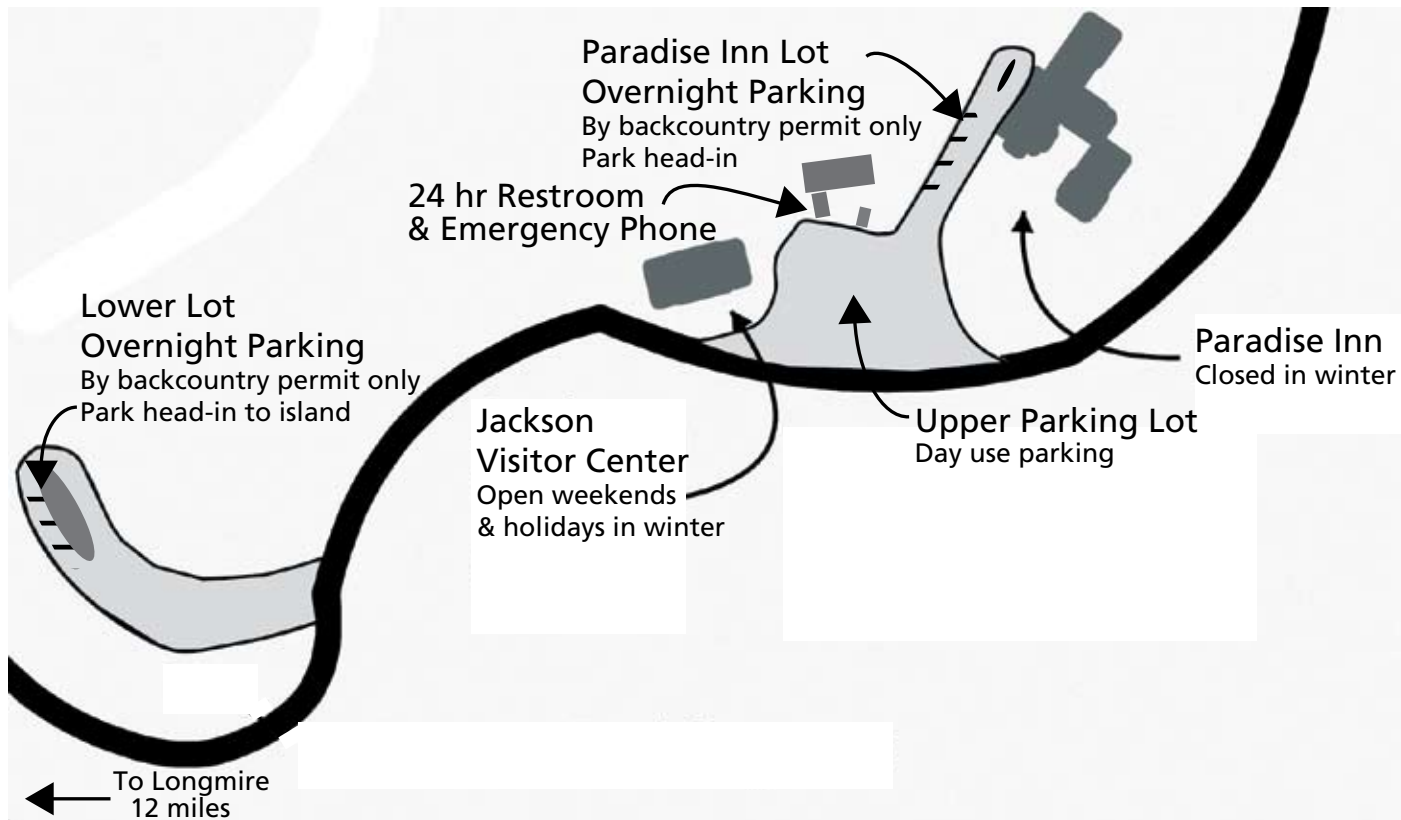 Paradise Inn Lot
Overnight Parking
By backcountry permit only
Park head-in
24 hr Restroom
& Emergency Phone
Lower Lot
Overnight Parking
By backcountry permit only
Park head-in to island
Paradise Inn
Closed in winter
Jackson
Visitor Center
Open weekends
& holidays in winter
Upper Parking Lot
Day use parking
To Longmire
12 miles